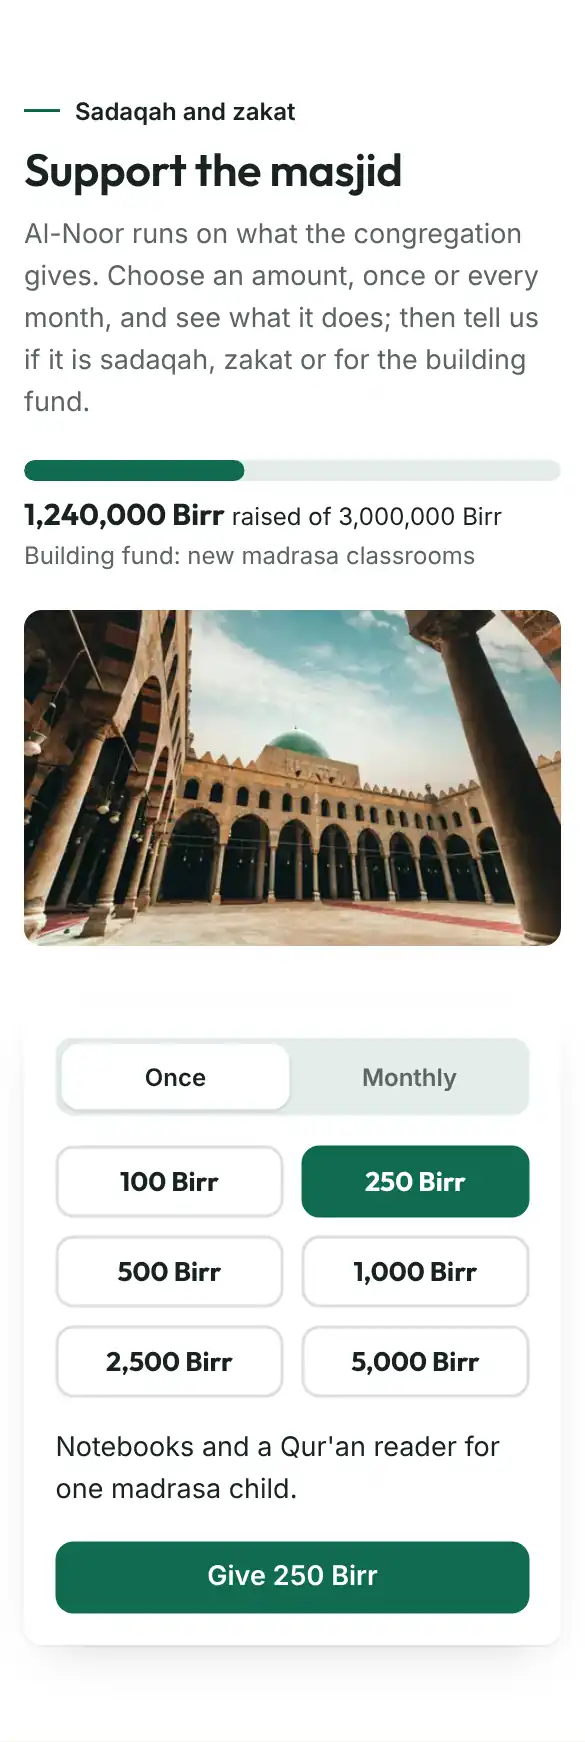 Sadaqah and zakat
Support the masjid
Al-Noor runs on what the congregation
gives. Choose an amount, once or every
month, and see what it does; then tell us
if it is sadaqah, zakat or for the building
fund.
1,240,000 Birr raised of 3,000,000 Birr
Building fund: new madrasa classrooms
Once
Monthly
100 Birr
250 Birr
500 Birr
1,000 Birr
2,500 Birr
5,000 Birr
Notebooks and a Qur'an reader for
one madrasa child.
Give 250 Birr